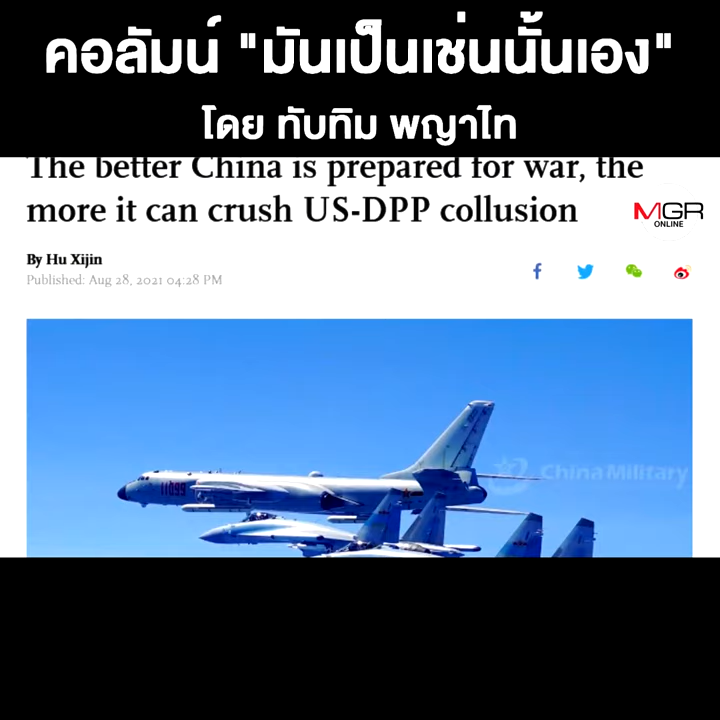 คอลัมน์ "มันเป็นเช่นนั้นเอง"
โดย ทับทิม พญาไท
The better China is prepared for war, the
more it can crush US-DPP collusion
MGR
ONLINE
By Hu Xijin
Published: Aug 28, 2021 04:28 PM
f
China Military
11099